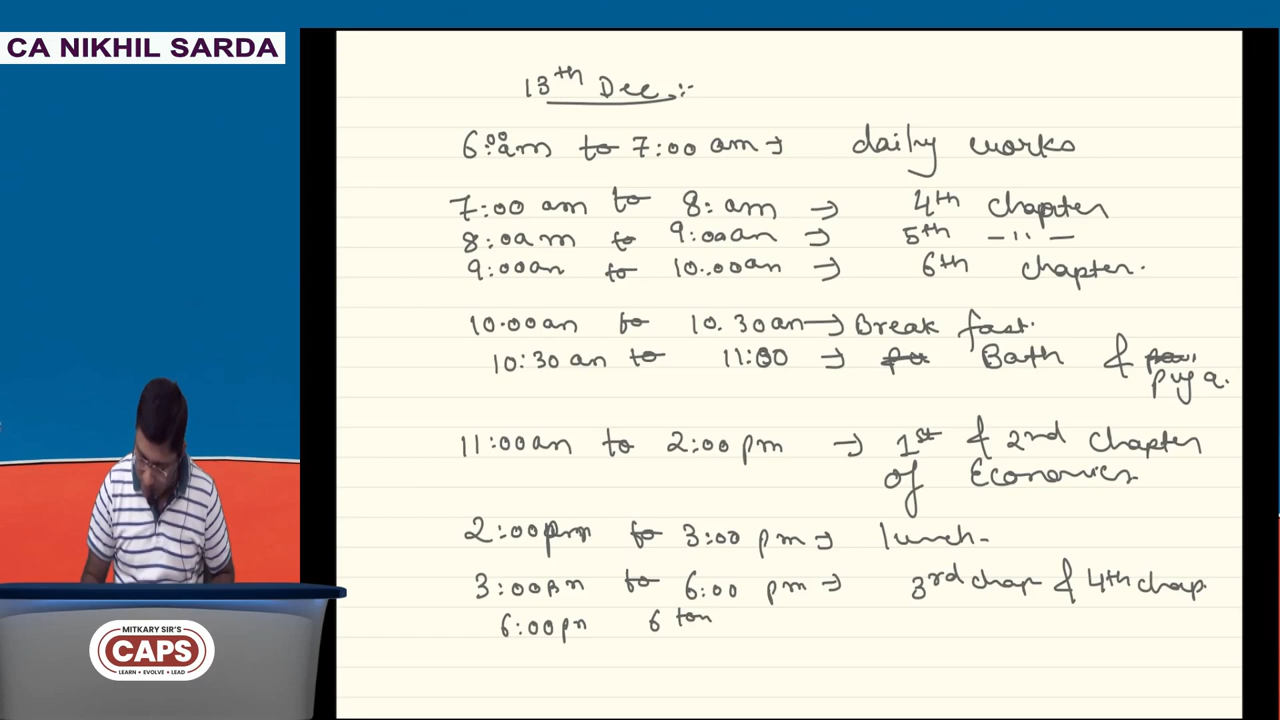 CA NIKHIL SARDA
13th Dec :-
6:00am to 7:00 am → daily works
7:00 am to 8: am → 4th chapter
8:00am to 9:00am → 5th -"-
9:00am to 10:00am → 6th chapter.
10.00am to 10.30am → Break fast.
10:30 am to 11:00 → Bath & puja.
11:00am to 2:00 pm → 1st & 2nd chapter
of Economics
2:00pm to 3:00 pm → lunch-
3:00pm to 6:00 pm → 3rd chap & 4th chap.
6:00pm 6
MITKARY SIR'S
CAPS
LEARN • EVOLVE • LEAD